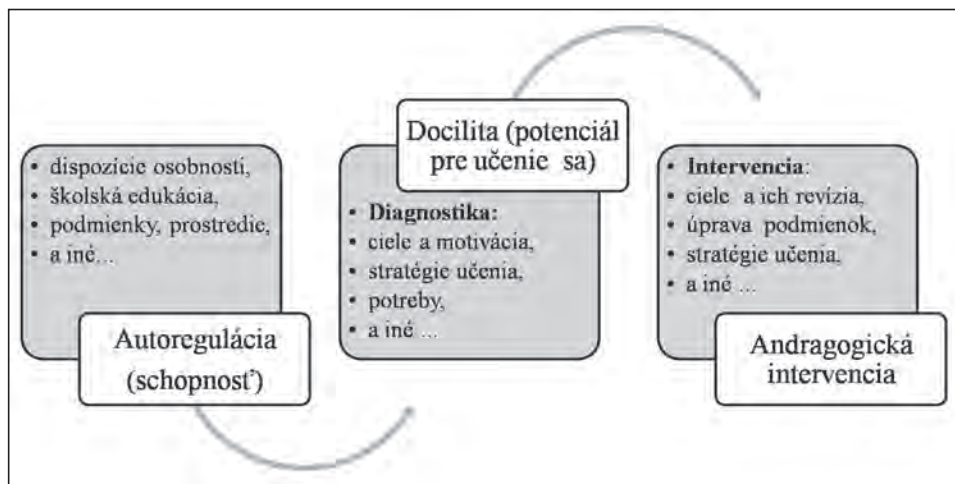 • dispozície osobností,
• školská edukácia,
• podmienky, prostredie,
• a iné...
Autoregulácia
(schopnosť)
Docilita (potenciál
pre učenie sa)
• Diagnostika:
• ciele a motivácia,
• stratégie učenia,
• potreby,
• a iné ...
• Intervencia:
• ciele a ich revízia,
• úprava podmienok,
• stratégie učenia,
• a iné ...
Andragogická
intervencia